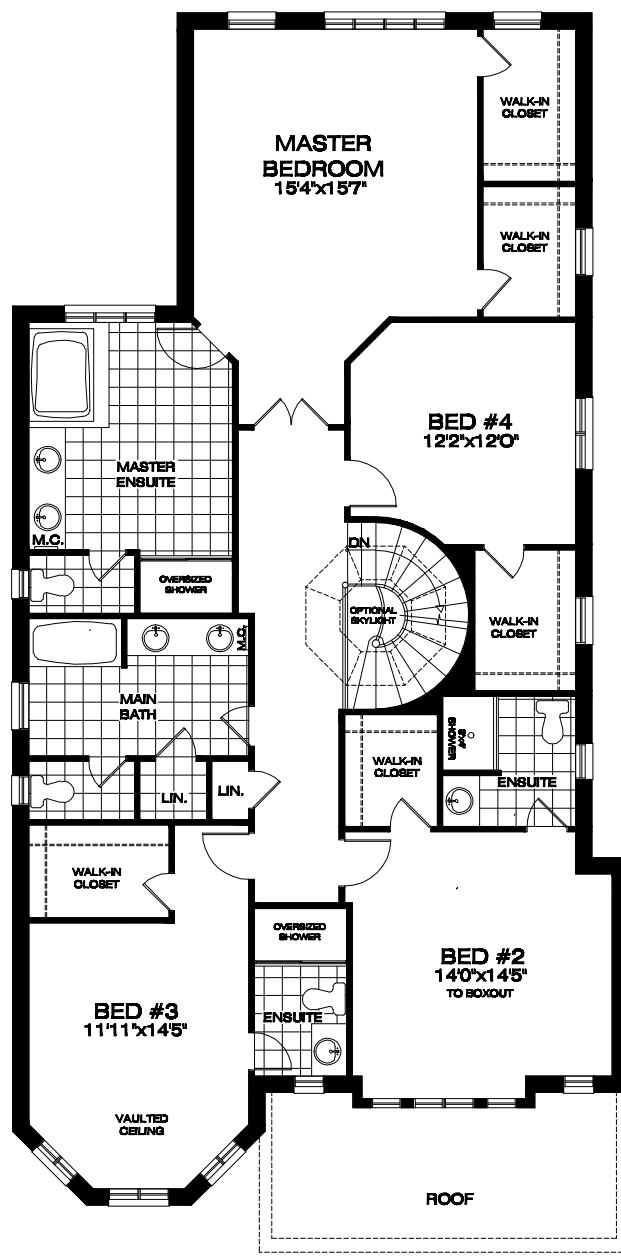 WALK-IN
CLOSET
MASTER
BEDROOM
15'4"x15'7"
WALK-IN
CLOSET
BED #4
12'2"x12'0"
MASTER
ENSUITE
M.C.
DN
OVERSIZED
SHOWER
OPTIONAL
SKYLIGHT
WALK-IN
CLOSET
M.C.
MAIN
BATH
SHOWER
WALK-IN
CLOSET
ENSUITE
LIN.
LIN.
WALK-IN
CLOSET
OVERSIZED
SHOWER
BED #2
14'0"x14'5"
TO BOXOUT
BED #3
11'11"x14'5"
ENSUITE
VAULTED
CEILING
ROOF